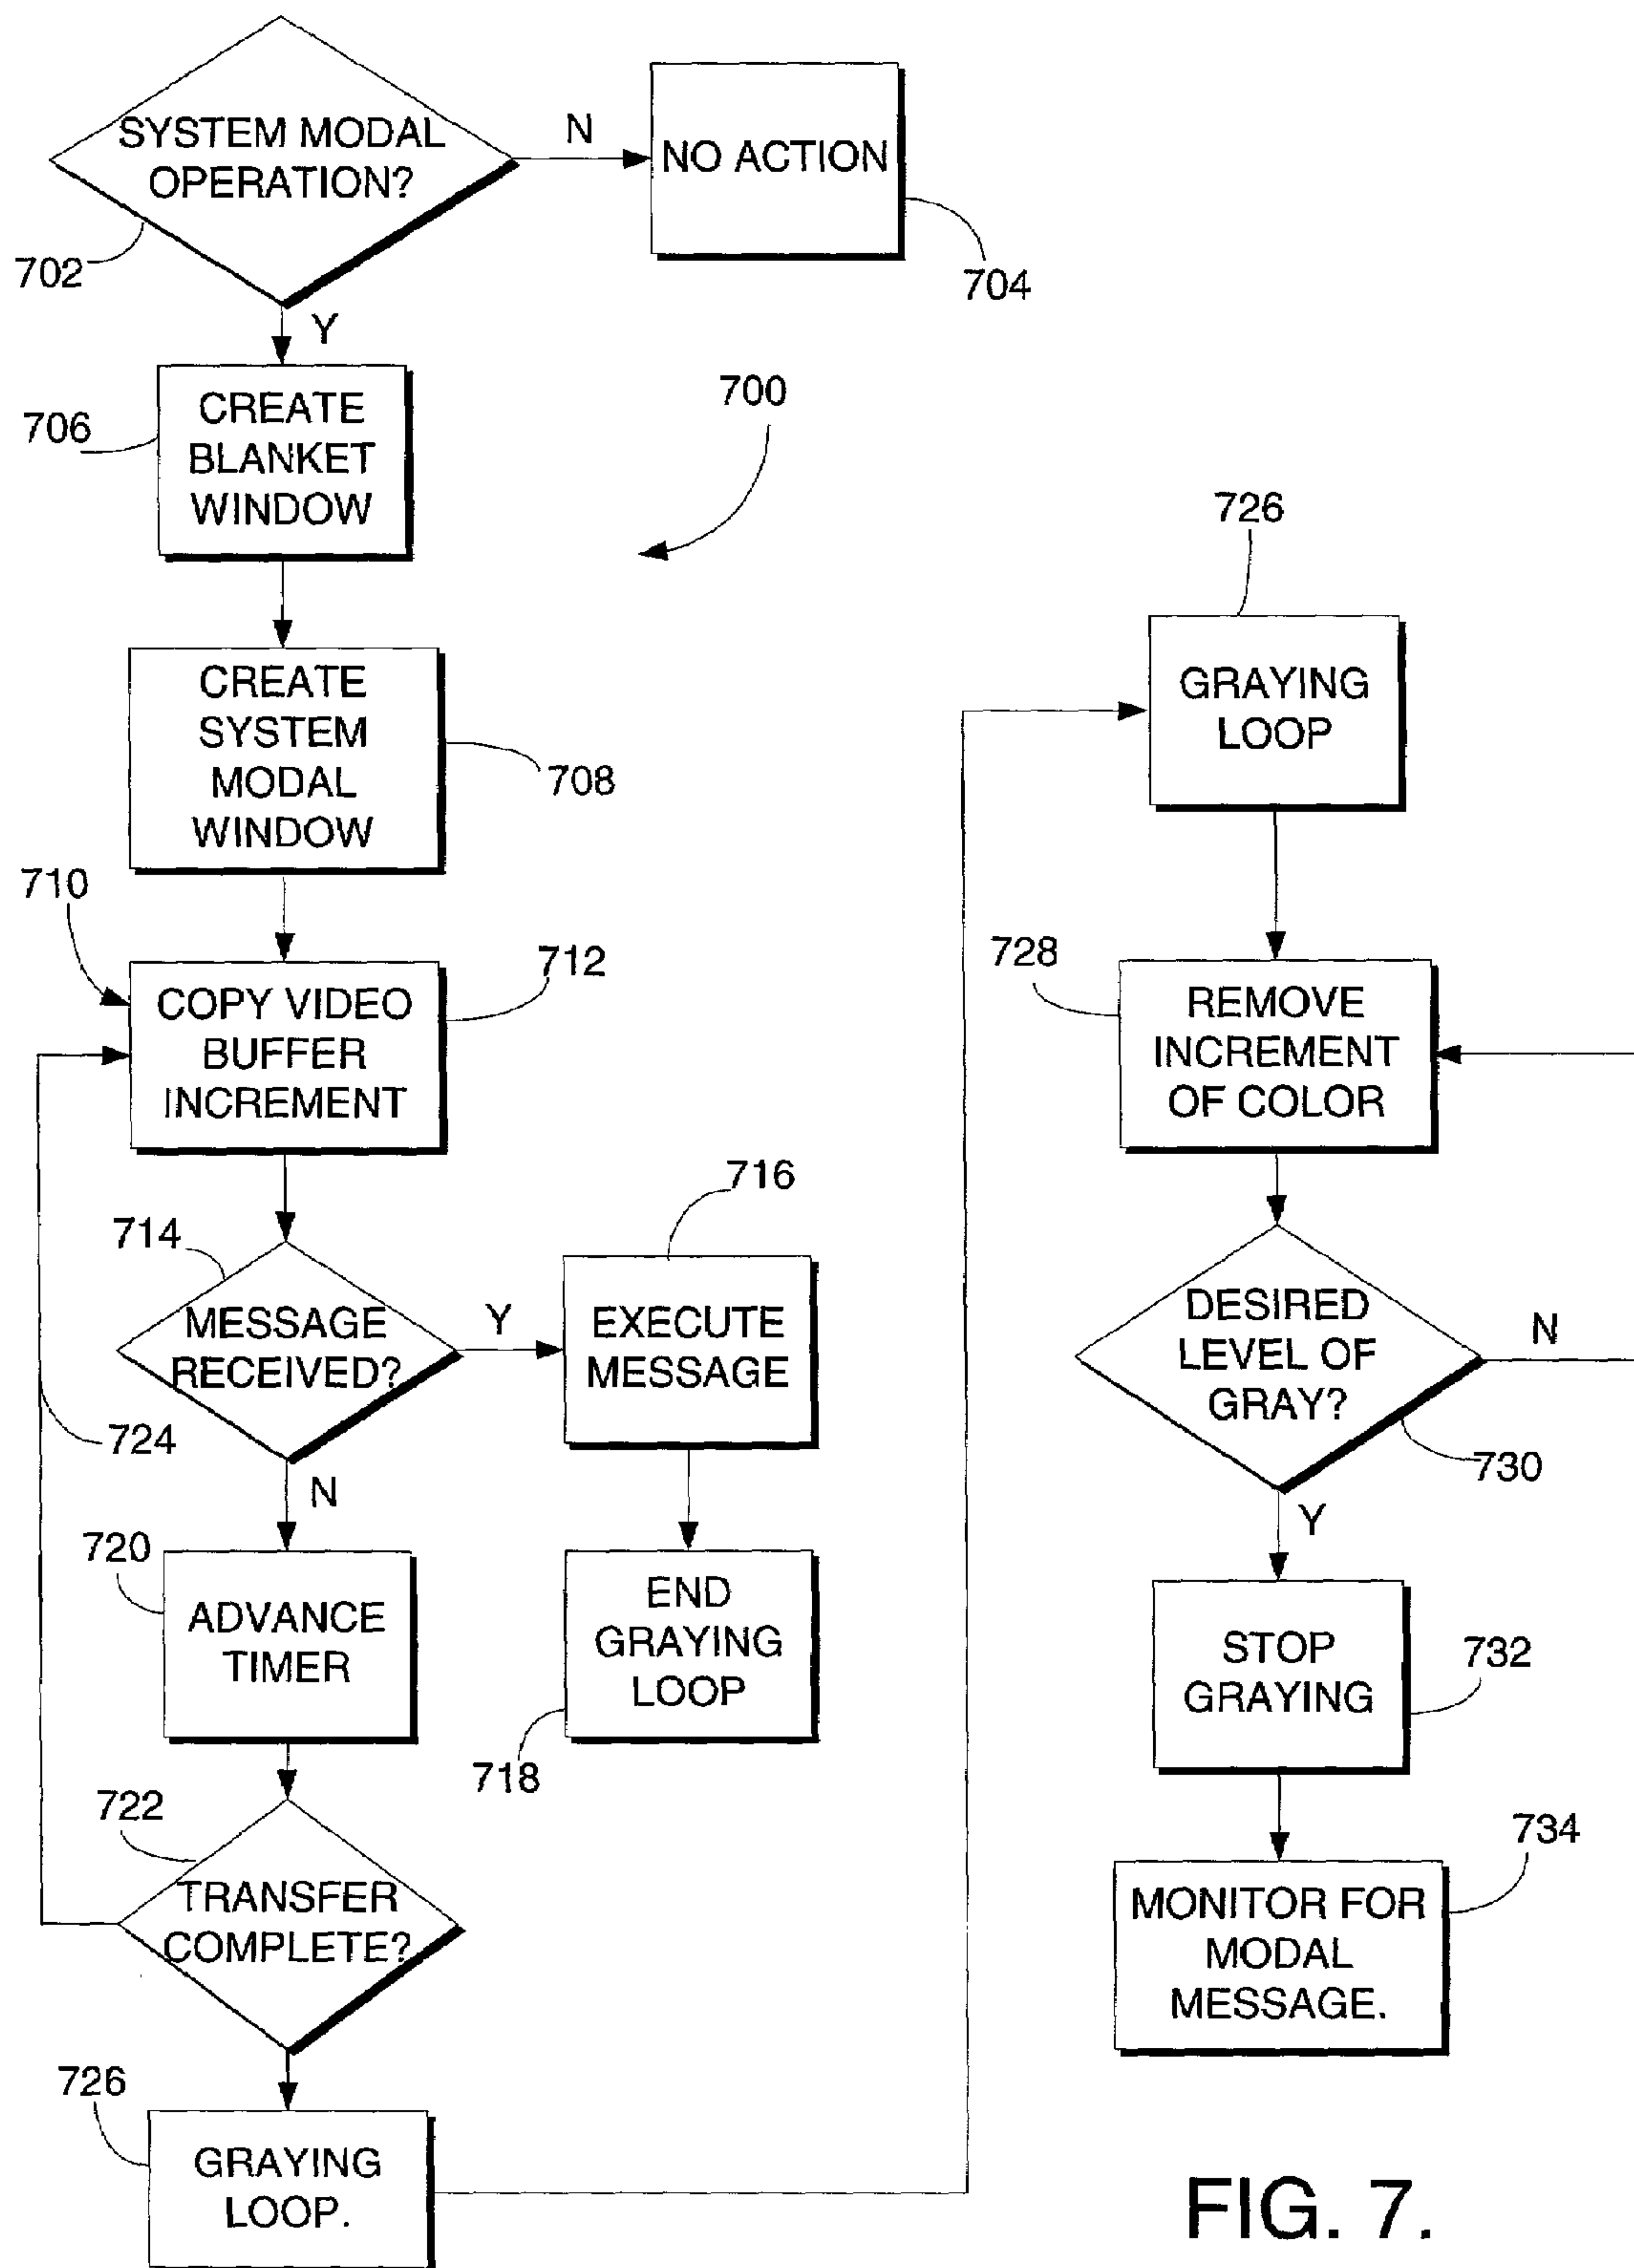 SYSTEM MODAL
OPERATION?
N
NO ACTION
702
704
Y
CREATE
BLANKET
WINDOW
706
700
CREATE
SYSTEM
MODAL
WINDOW
708
710
COPY VIDEO
BUFFER
INCREMENT
712
714
MESSAGE
RECEIVED?
Y
716
EXECUTE
MESSAGE
724
N
720
ADVANCE
TIMER
END
GRAYING
LOOP
718
722
TRANSFER
COMPLETE?
726
GRAYING
LOOP.
726
GRAYING
LOOP
728
REMOVE
INCREMENT
OF COLOR
DESIRED
LEVEL OF
GRAY?
N
730
Y
STOP
GRAYING
732
734
MONITOR FOR
MODAL
MESSAGE.
FIG. 7.